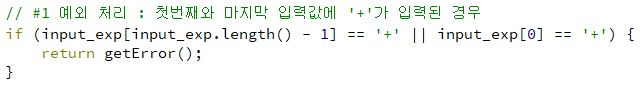 // #1 예외 처리 : 첫번째와 마지막 입력값에 '+'가 입력된 경우
if (input_exp[input_exp.length() - 1] == '+' || input_exp[0] == '+') {
    return getError();
}